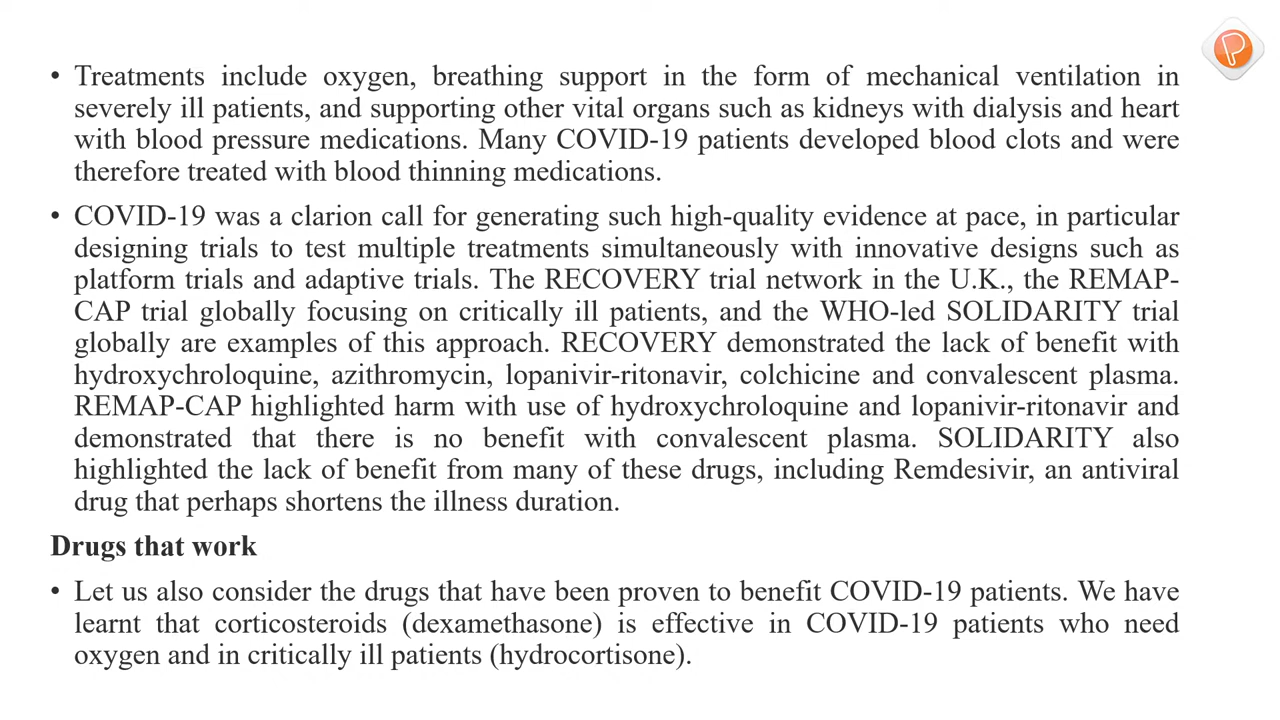 • Treatments include oxygen, breathing support in the form of mechanical ventilation in
severely ill patients, and supporting other vital organs such as kidneys with dialysis and heart
with blood pressure medications. Many COVID-19 patients developed blood clots and were
therefore treated with blood thinning medications.
• COVID-19 was a clarion call for generating such high-quality evidence at pace, in particular
designing trials to test multiple treatments simultaneously with innovative designs such as
platform trials and adaptive trials. The RECOVERY trial network in the U.K., the REMAP-
CAP trial globally focusing on critically ill patients, and the WHO-led SOLIDARITY trial
globally are examples of this approach. RECOVERY demonstrated the lack of benefit with
hydroxychroloquine, azithromycin, lopanivir-ritonavir, colchicine and convalescent plasma.
REMAP-CAP highlighted harm with use of hydroxychroloquine and lopanivir-ritonavir and
demonstrated that there is no benefit with convalescent plasma. SOLIDARITY also
highlighted the lack of benefit from many of these drugs, including Remdesivir, an antiviral
drug that perhaps shortens the illness duration.
Drugs that work
• Let us also consider the drugs that have been proven to benefit COVID-19 patients. We have
learnt that corticosteroids (dexamethasone) is effective in COVID-19 patients who need
oxygen and in critically ill patients (hydrocortisone).